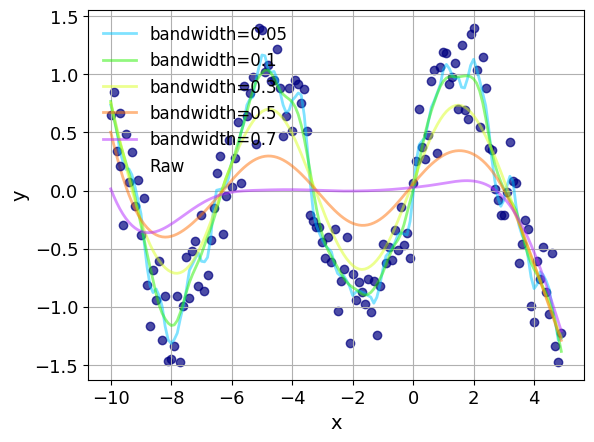 1.5
1.0
0.5
0.0
−0.5
−1.0
−1.5
y
bandwidth=0.05
bandwidth=0.1
bandwidth=0.3
bandwidth=0.5
bandwidth=0.7
Raw
−10 −8 −6 −4 −2 0 2 4
x